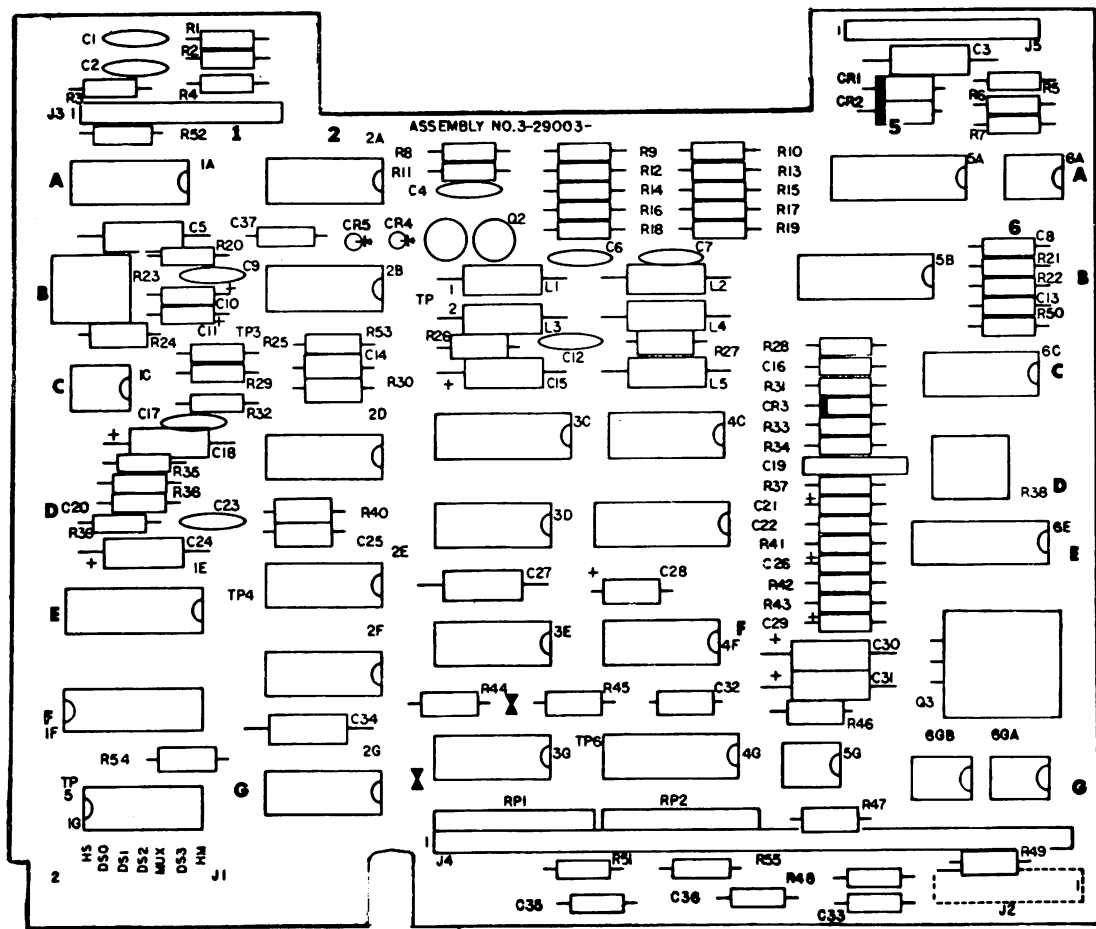 C1 R1 1 J5
R2 C3
C2
R3 R4 CR1 R6 R5
J3 1 CR2 R7
R52 1 2 2A ASSEMBLY NO.3-29003- 5
A 1A R8 R9 R10 5A 6A A
R11 R12 R13
C4 R14 R15
C5 C37 CR5 CR4 Q2 R16 R17 6
R20 R18 R19 C8
C6 C7 R21
B R23 C9 2B 1 L1 L2 5B R22 B
C10 TP 2 C13
C11 TP3 L3 L4 R50
R24 R25 R53 R26 C12 R27 R28
C14 C16 6C
C 1C R29 R30 + C15 L5 R31 C
C17 R32 2D CR3
+ C18 3C 4C R33
R35 R34
R36 C19
D C20 R37 R38 D
R39 C23 R40 3D + C21
C24 C25 C22
+ 1E 2E R41 6E E
C27 + C28 + C26
TP4 R42
E R43
2F 3E F 4F + C29
+ C30
R44 R45 C32 + C31
F 1F C34 R46 Q3
R54 2G 3G TP6 4G 5G 6GB 6GA
TP 5 G G
1G RP1 RP2 R47
1
HS DS0 DS1 DS2 MUX DS3 HM J4
2 J1 R51 R55 R48 R49
C35 C36 C33 1 J2